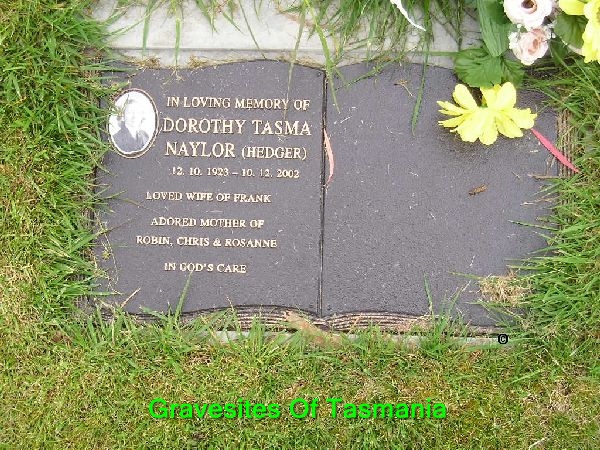 IN LOVING MEMORY OF
DOROTHY TASMA
NAYLOR (HEDGER)
12. 10. 1923 - 10. 12. 2002
LOVED WIFE OF FRANK
ADORED MOTHER OF
ROBIN, CHRIS & ROSANNE
IN GOD'S CARE
©
Gravesites Of Tasmania